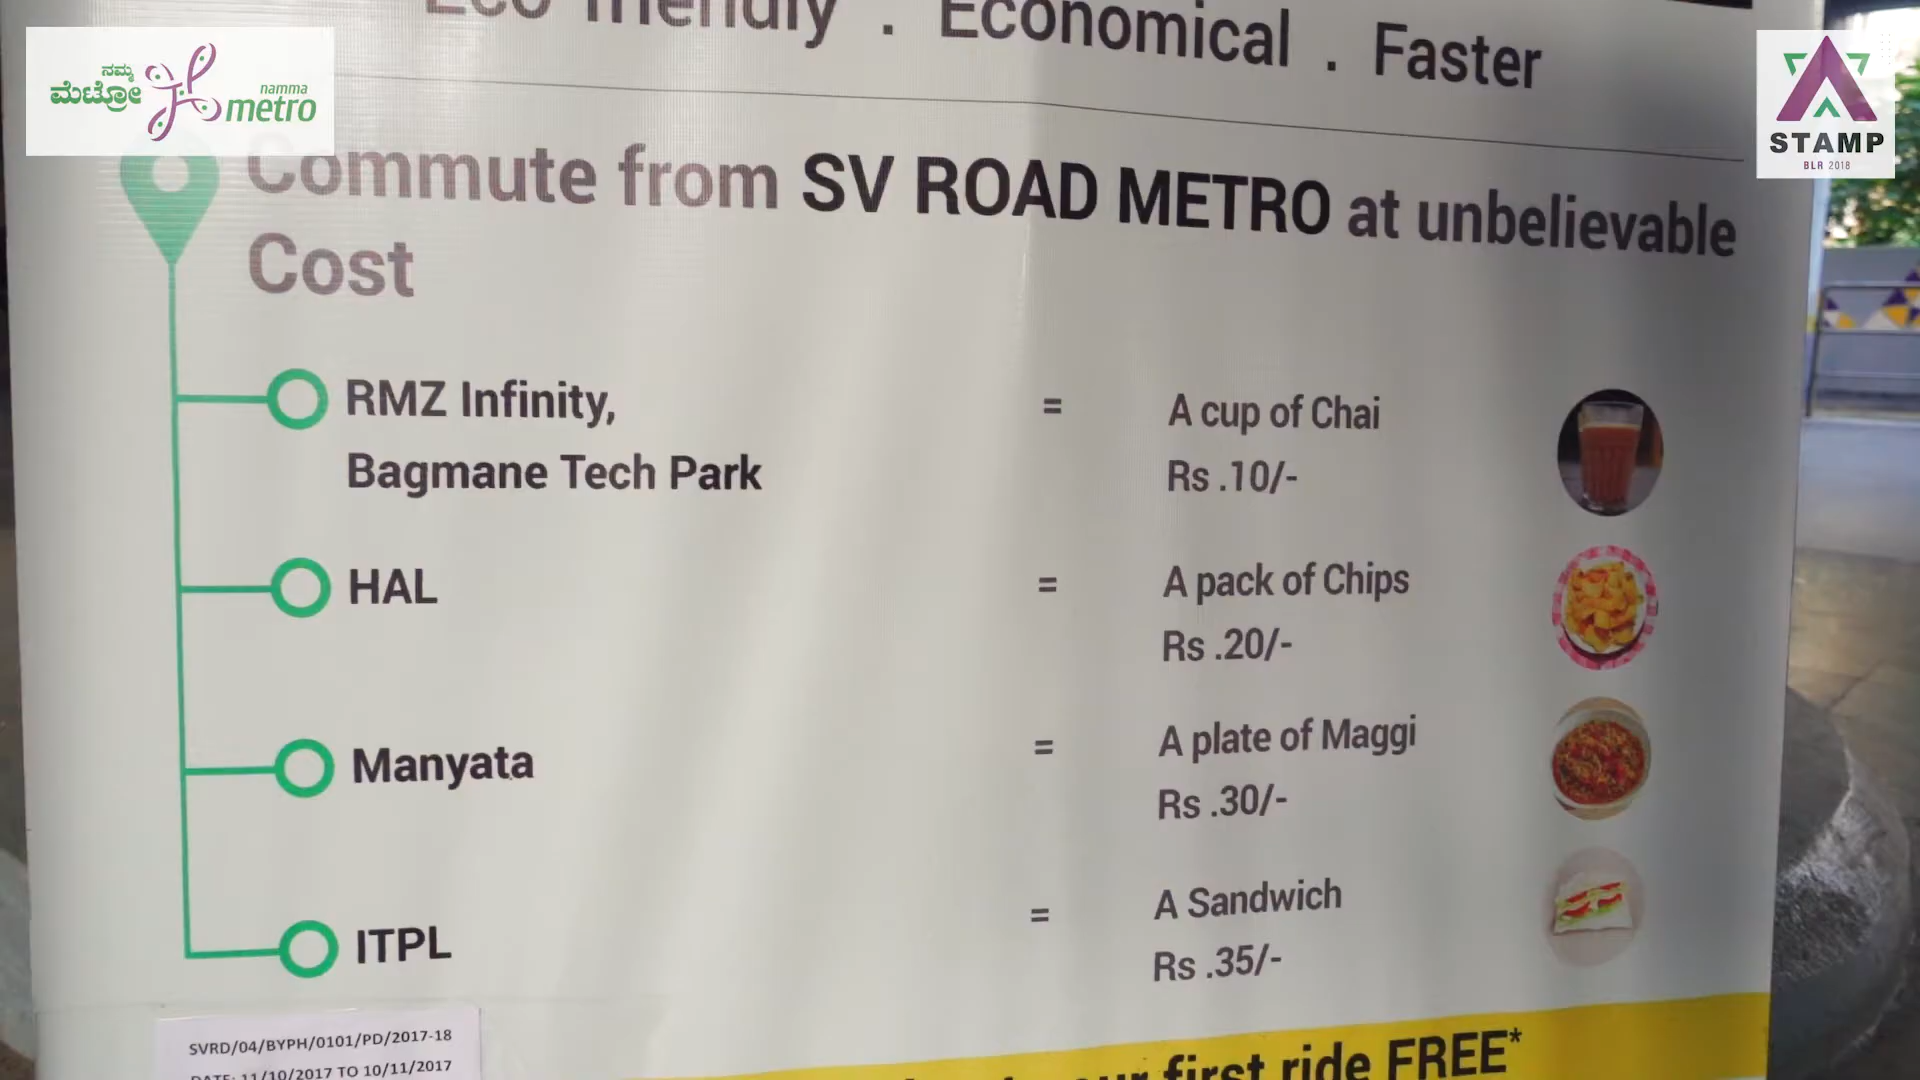 Eco friendly . Economical . Faster
ನಮ್ಮ
ಮೆಟ್ರೋ
namma
metro
STAMP
BLR 2018
Commute from SV ROAD METRO at unbelievable
Cost
RMZ Infinity,
Bagmane Tech Park
=
A cup of Chai
Rs .10/-
HAL
=
A pack of Chips
Rs .20/-
Manyata
=
A plate of Maggi
Rs .30/-
ITPL
=
A Sandwich
Rs .35/-
SVRD/04/BYPH/0101/PD/2017-18
DATE: 11/10/2017 TO 10/11/2017
first ride FREE*